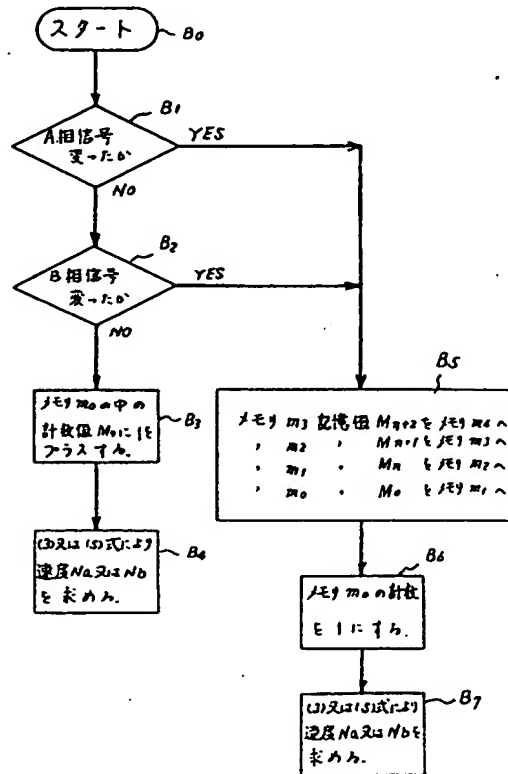 スタート
B0
B1
A相信号
変ったか
YES
NO
B2
B相信号
変ったか
YES
NO
メモリm0の中の
計数値M0に1を
プラスする.
B3
(3)又は(5)式により
速度Na又はNb
を求める.
B4
B5
メモリ m3 記憶値 Mn+2 を メモリ m4 へ
〃 m2 〃 Mn+1 を メモリ m3 へ
〃 m1 〃 Mn を メモリ m2 へ
〃 m0 〃 M0 を メモリ m1 へ
B6
メモリ m0 の計数
を 1 にする.
B7
(3)又は(5)式により
速度Na又はNbを
求める.